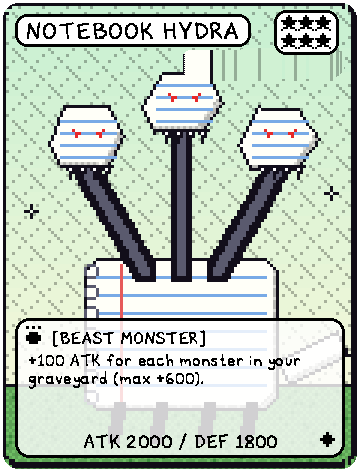 NOTEBOOK HYDRA
[BEAST MONSTER]
+100 ATK for each monster in your
graveyard (max +600).
ATK 2000 / DEF 1800